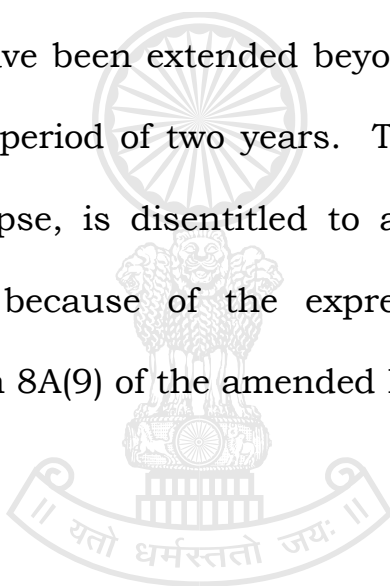 ve been extended beyo
period of two years. T
pse, is disentitled to a
because of the expre
n 8A(9) of the amended
॥ यतो धर्मस्ततो जयः ॥